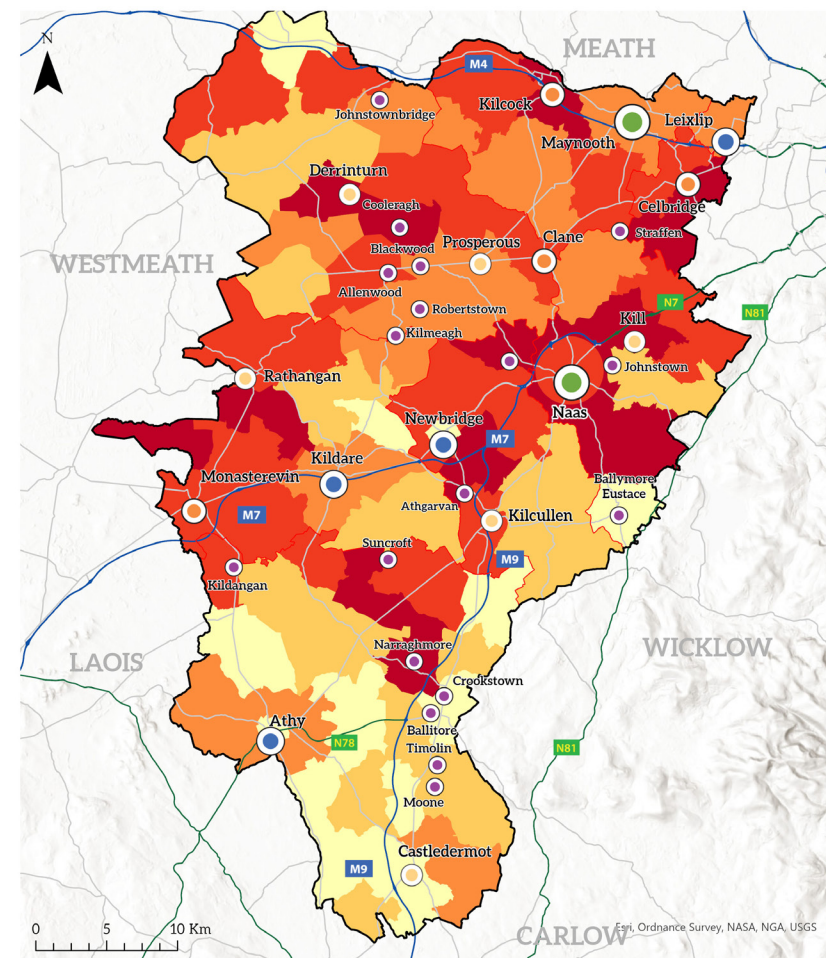 N
MEATH
M4
Kilcock
Johnstownbridge
Maynooth
Leixlip
Derrinturn
Celbridge
Cooleragh
Straffen
Blackwood
Prosperous
Clane
WESTMEATH
Allenwood
N7
N81
Robertstown
Kill
Kilmeagh
Johnstown
Rathangan
Naas
Newbridge
M7
Kildare
Monasterevin
Ballymore
Eustace
Athgarvan
M7
Kilcullen
Suncroft
M9
Kildangan
Narraghmore
WICKLOW
LAOIS
Crookstown
Athy
Ballitore
N78
Timolin
N81
Moone
Castledermot
M9
0 5 10 Km
Esri, Ordnance Survey, NASA, NGA, USGS
CARLOW